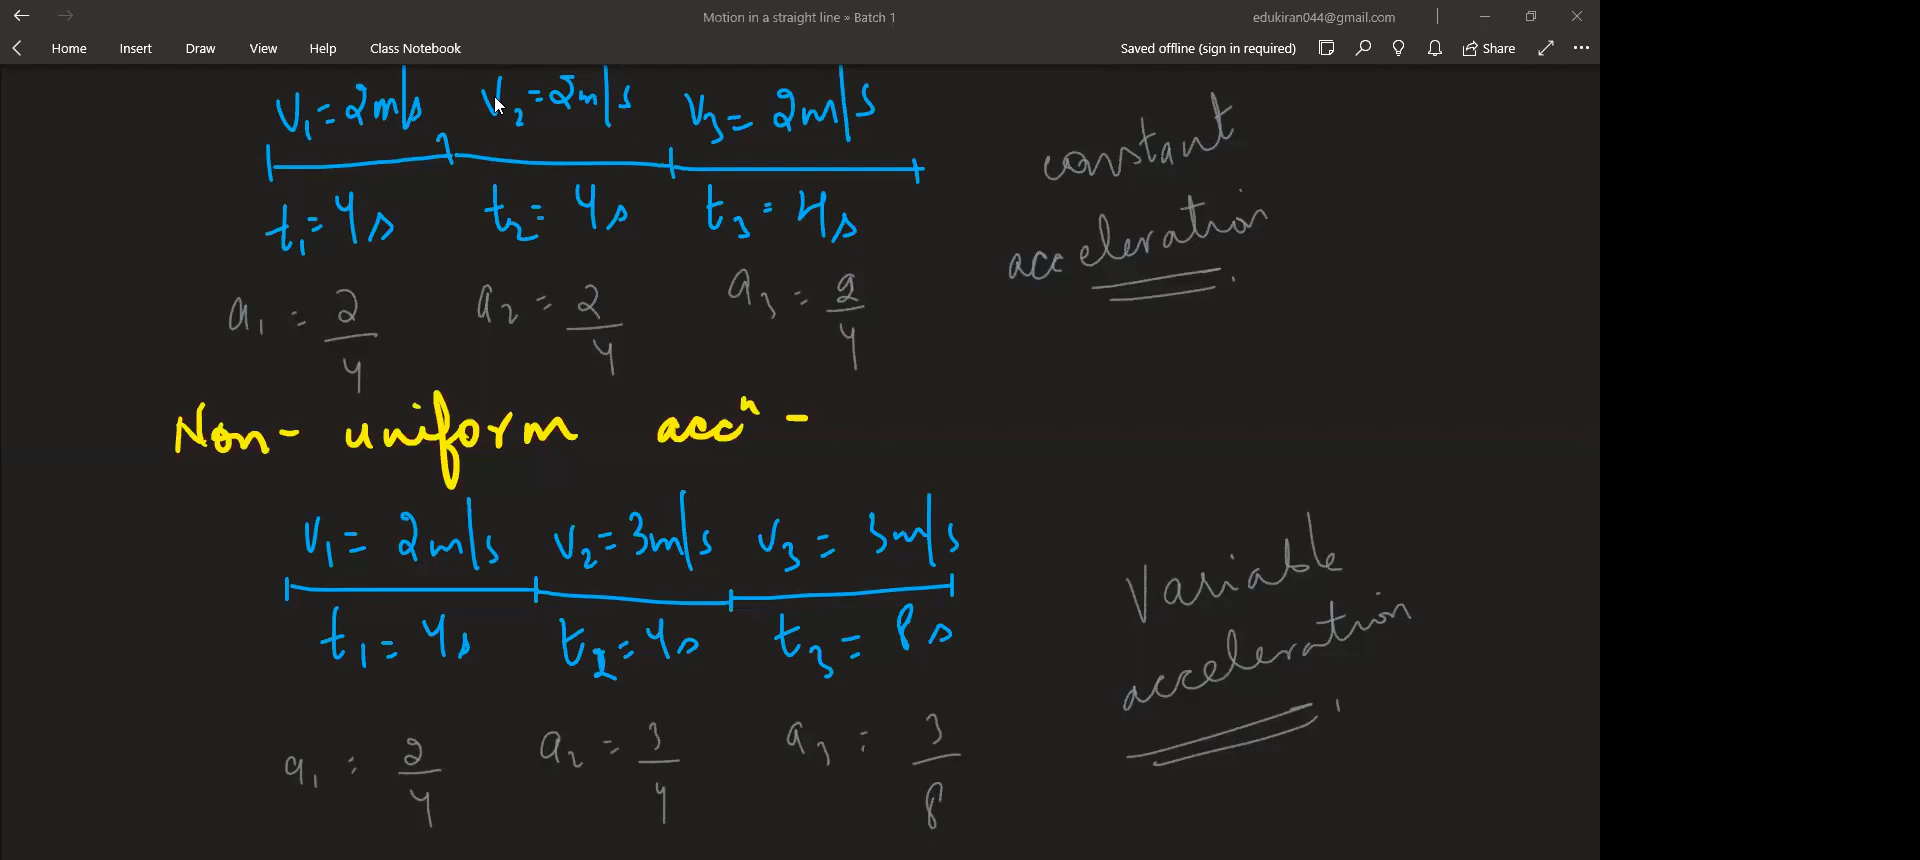 Motion in a straight line » Batch 1
edukiran044@gmail.com
Home Insert Draw View Help Class Notebook
Saved offline (sign in required) Share
v₁ = 2m/s v₂ = 2m/s v₃ = 2m/s
t₁ = 4s t₂ = 4s t₃ = 4s
a₁ = 2/4 a₂ = 2/4 a₃ = 2/4
constant
acceleration
Non-uniform accⁿ -
v₁ = 2m/s v₂ = 3m/s v₃ = 3m/s
t₁ = 4s t₂ = 4s t₃ = 8s
a₁ = 2/4 a₂ = 3/4 a₃ = 3/8
Variable
acceleration